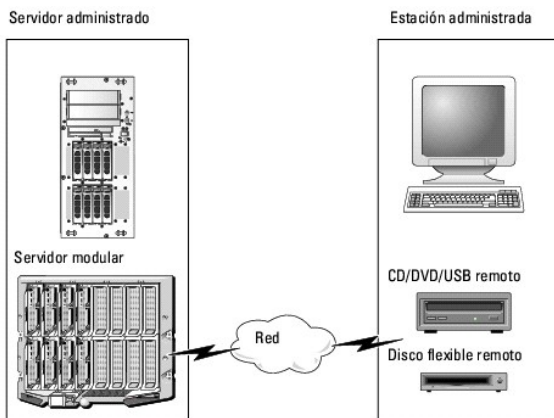 Servidor administrado
Estación administrada
Servidor modular
CD/DVD/USB remoto
Red
Disco flexible remoto